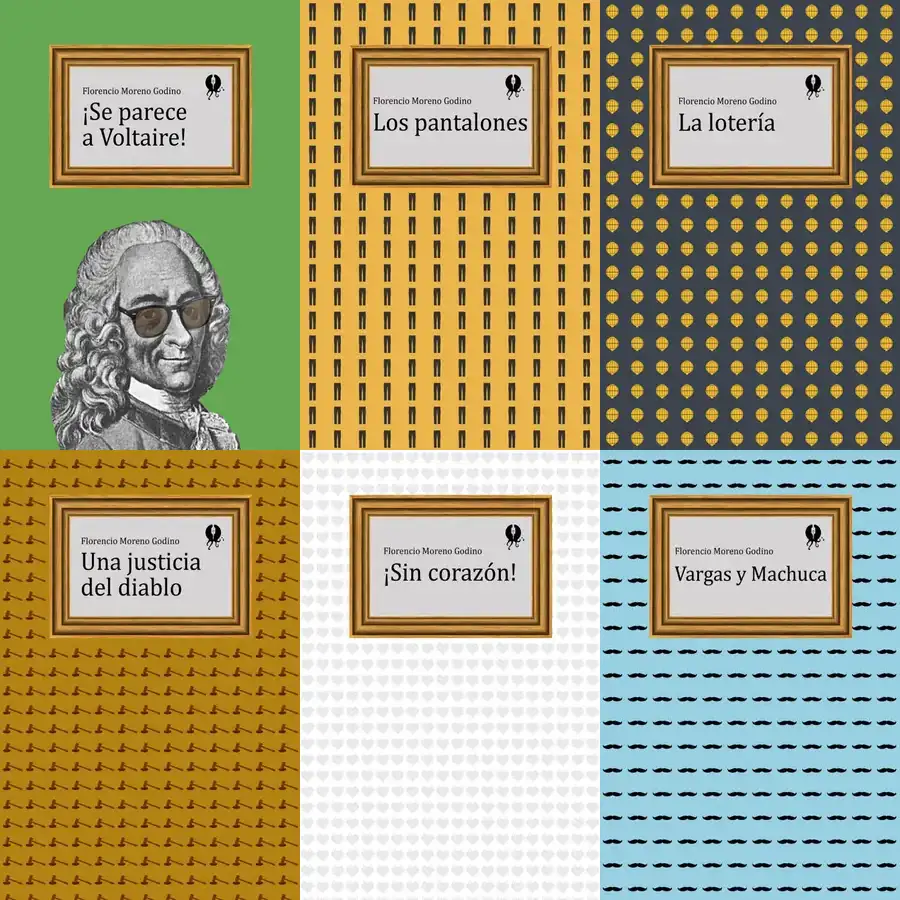 Florencio Moreno Godino
¡Se parece
a Voltaire!
Florencio Moreno Godino
Los pantalones
Florencio Moreno Godino
La lotería
Florencio Moreno Godino
Una justicia
del diablo
Florencio Moreno Godino
¡Sin corazón!
Florencio Moreno Godino
Vargas y Machuca